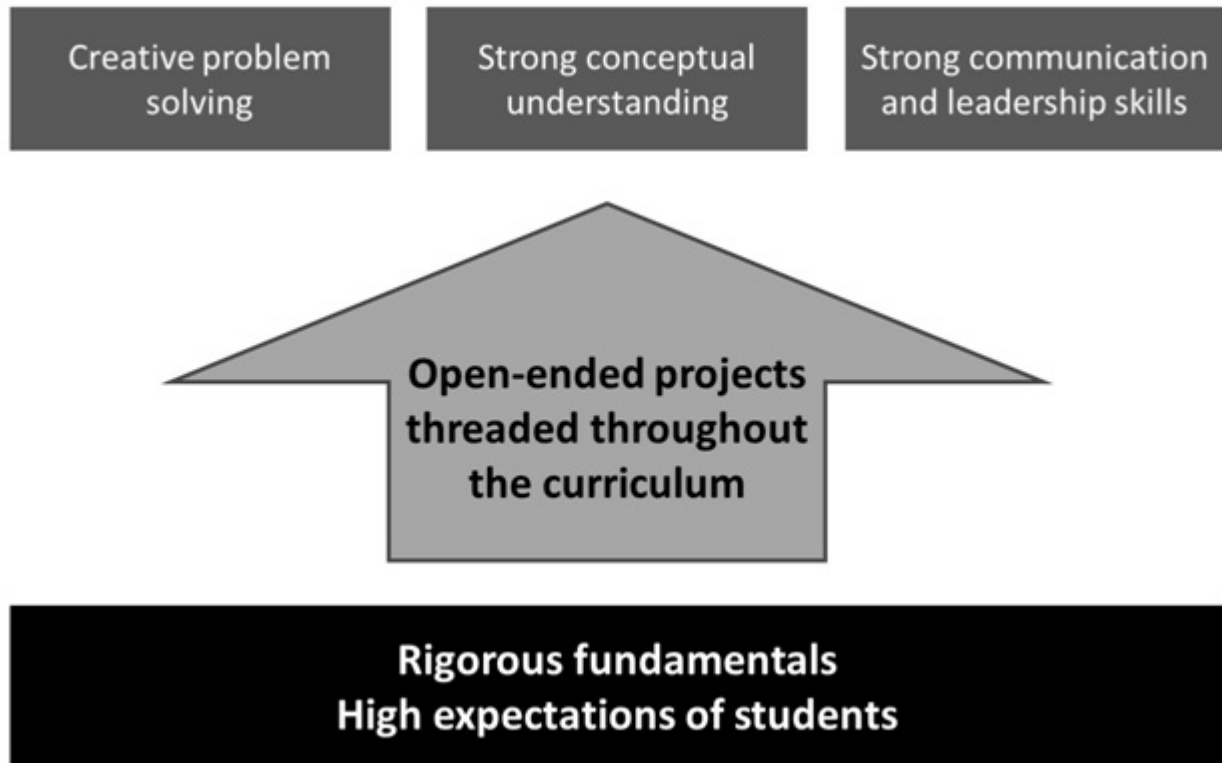 Creative problem
solving
Strong conceptual
understanding
Strong communication
and leadership skills
Open-ended projects
threaded throughout
the curriculum
Rigorous fundamentals
High expectations of students